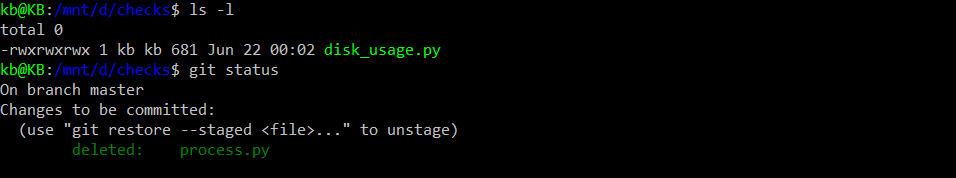 kb@KB:/mnt/d/checks$ ls -l
total 0
-rwxrwxrwx 1 kb kb 681 Jun 22 00:02 disk_usage.py
kb@KB:/mnt/d/checks$ git status
On branch master
Changes to be committed:
  (use "git restore --staged <file>..." to unstage)
        deleted:    process.py